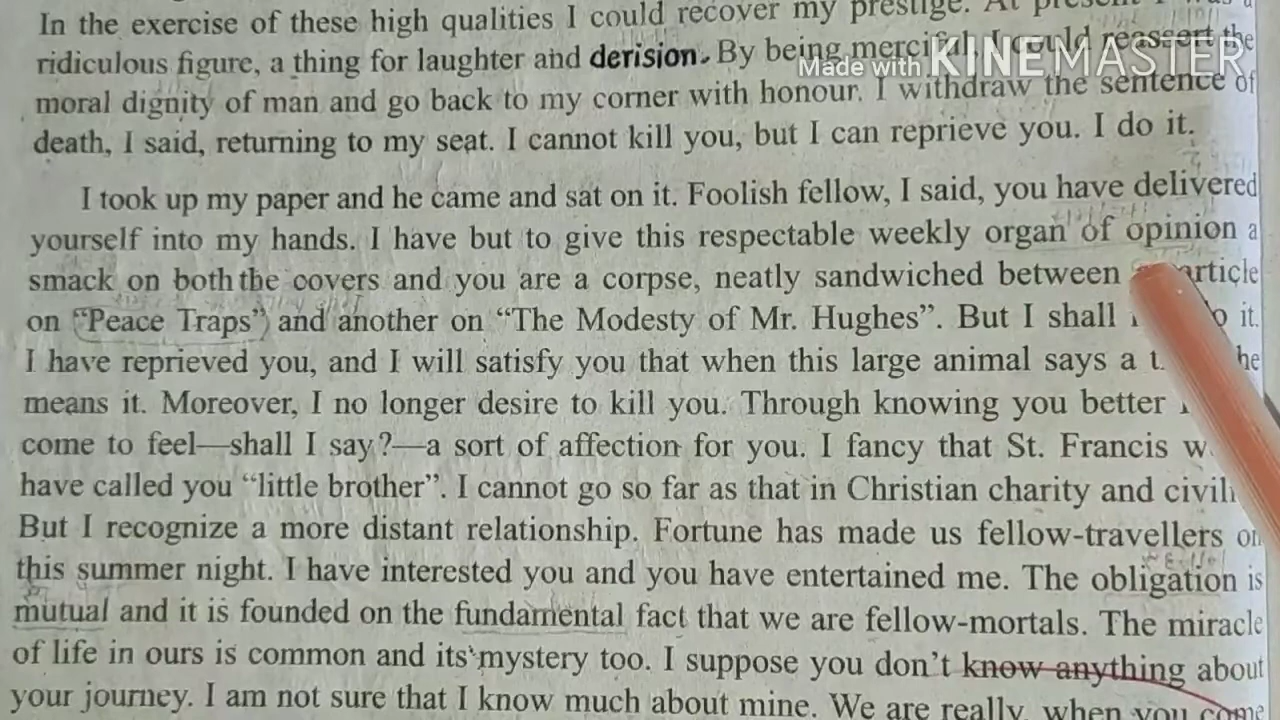 In the exercise of these high qualities I could recover my prestige. At present I was a
ridiculous figure, a thing for laughter and derision. By being merciful, I could reassert the
Made with KINEMASTER
moral dignity of man and go back to my corner with honour. I withdraw the sentence of
death, I said, returning to my seat. I cannot kill you, but I can reprieve you. I do it.
I took up my paper and he came and sat on it. Foolish fellow, I said, you have delivered
yourself into my hands. I have but to give this respectable weekly organ of opinion a
smack on both the covers and you are a corpse, neatly sandwiched between article
on "Peace Traps" and another on "The Modesty of Mr. Hughes". But I shall it.
I have reprieved you, and I will satisfy you that when this large animal says a he
means it. Moreover, I no longer desire to kill you. Through knowing you better
come to feel—shall I say?—a sort of affection for you. I fancy that St. Francis
have called you "little brother". I cannot go so far as that in Christian charity and
But I recognize a more distant relationship. Fortune has made us fellow-travellers on
this summer night. I have interested you and you have entertained me. The obligation is
mutual and it is founded on the fundamental fact that we are fellow-mortals. The miracle
of life in ours is common and its mystery too. I suppose you don't know anything about
your journey. I am not sure that I know much about mine. We are really, when you come